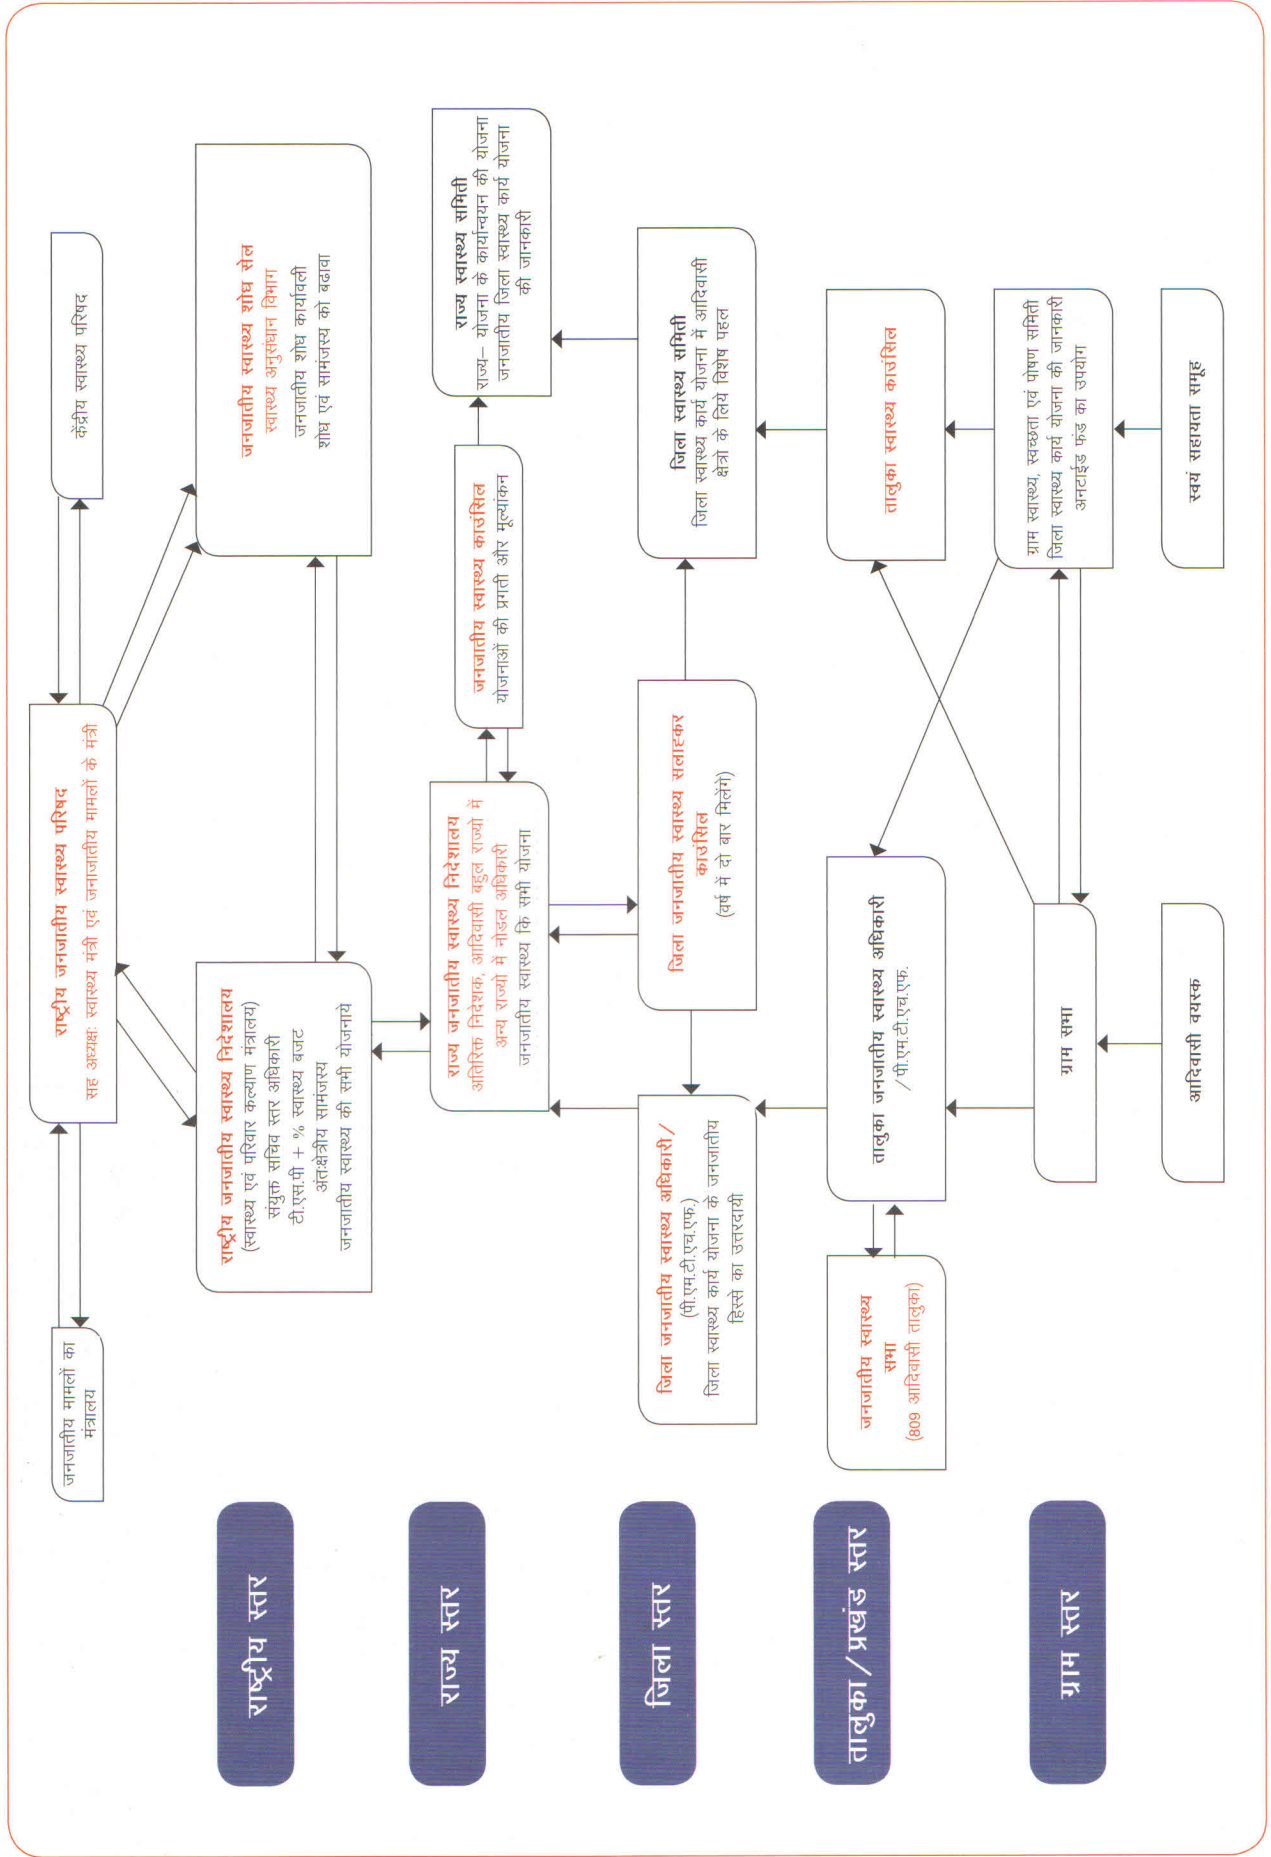 राष्ट्रीय स्तर
राज्य स्तर
जिला स्तर
तालुका/प्रखंड स्तर
ग्राम स्तर
जनजातीय मामलों का
मंत्रालय
राष्ट्रीय जनजातीय स्वास्थ्य परिषद
सह अध्यक्षः स्वास्थ्य मंत्री एवं जनजातीय मामलों के मंत्री
केंद्रीय स्वास्थ्य परिषद
राष्ट्रीय जनजातीय स्वास्थ्य निदेशालय
(स्वास्थ्य एवं परिवार कल्याण मंत्रालय)
संयुक्त सचिव स्तर अधिकारी
टी.एस.पी + % स्वास्थ्य बजट
अंतःक्षेत्रीय सामंजस्य
जनजातीय स्वास्थ्य की सभी योजनाये
जनजातीय स्वास्थ्य शोध सेल
स्वास्थ्य अनुसंधान विभाग
जनजातीय शोध कार्यावली
शोध एवं सामंजस्य को बढावा
राज्य जनजातीय स्वास्थ्य निदेशालय
अतिरिक्त निदेशक, आदिवासी बहुल राज्यो में
अन्य राज्यो में नोडल अधिकारी
जनजातीय स्वास्थ्य कि सभी योजना
जनजातीय स्वास्थ्य काउंसिल
योजनाओं की प्रगती और मूल्यांकन
राज्य स्वास्थ्य समिती
राज्य– योजना के कार्यान्वयन की योजना
जनजातीय जिला स्वास्थ्य कार्य योजना
की जानकारी
जिला जनजातीय स्वास्थ्य अधिकारी/
(पी.एम.टी.एच.एफ.)
जिला स्वास्थ्य कार्य योजना के जनजातीय
हिस्से का उत्तरदायी
जिला जनजातीय स्वास्थ्य सलाहकार
काउंसिल
(वर्ष में दो बार मिलेंगे)
जिला स्वास्थ्य समिती
जिला स्वास्थ्य कार्य योजना में आदिवासी
क्षेत्रो के लिये विशेष पहल
जनजातीय स्वास्थ्य
सभा
(809 आदिवासी तालुका)
तालुका जनजातीय स्वास्थ्य अधिकारी
/पी.एम.टी.एच.एफ.
तालुका स्वास्थ्य काउंसिल
ग्राम सभा
ग्राम स्वास्थ्य, स्वच्छता एवं पोषण समिती
जिला स्वास्थ्य कार्य योजना की जानकारी
अनटाईड फंड का उपयोग
आदिवासी वयस्क
स्वयं सहायता समूह